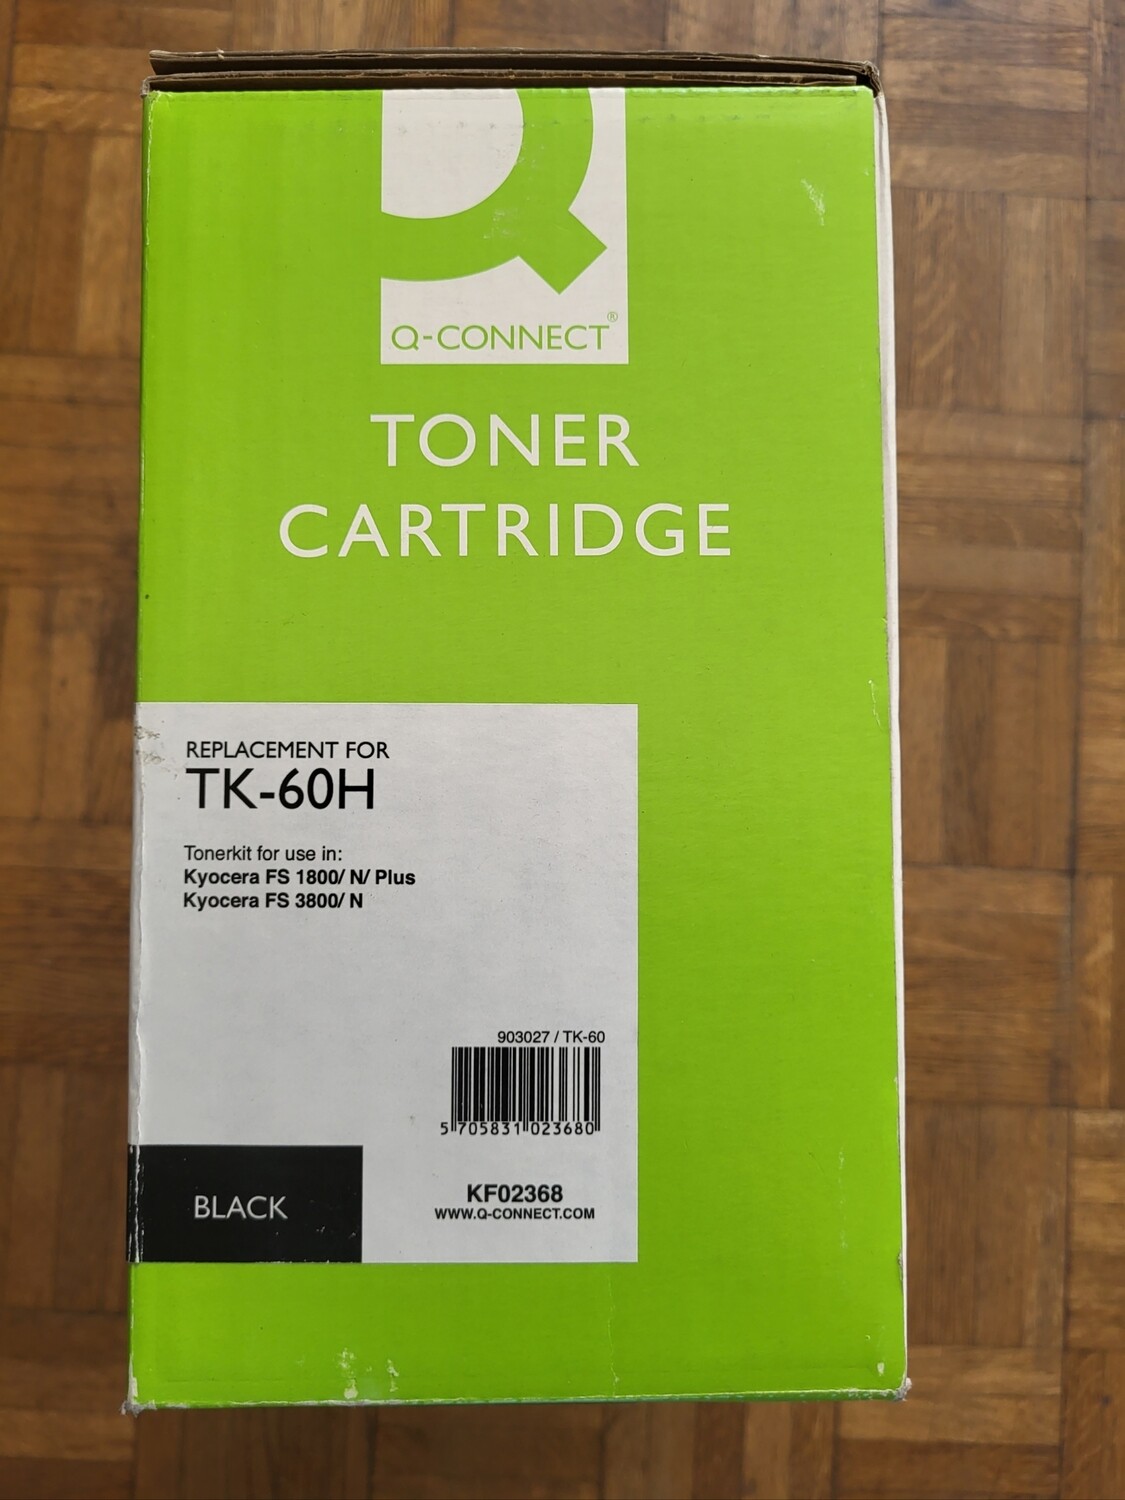 Q-CONNECT®
TONER
CARTRIDGE
REPLACEMENT FOR
TK-60H
Tonerkit for use in:
Kyocera FS 1800/ N/ Plus
Kyocera FS 3800/ N
903027 / TK-60
5 705831 023680
BLACK
KF02368
WWW.Q-CONNECT.COM